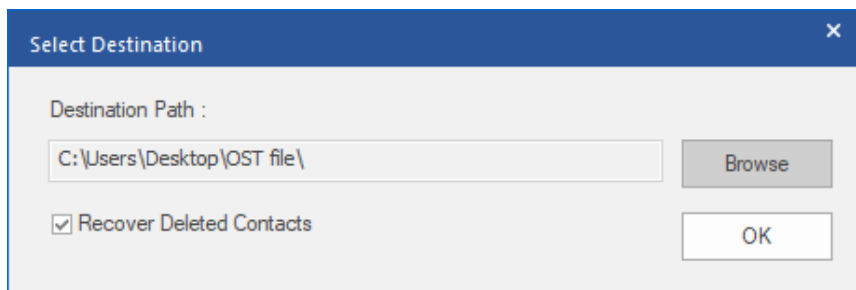 Select Destination
Destination Path :
C:\Users\Desktop\OST file\
Browse
Recover Deleted Contacts
OK